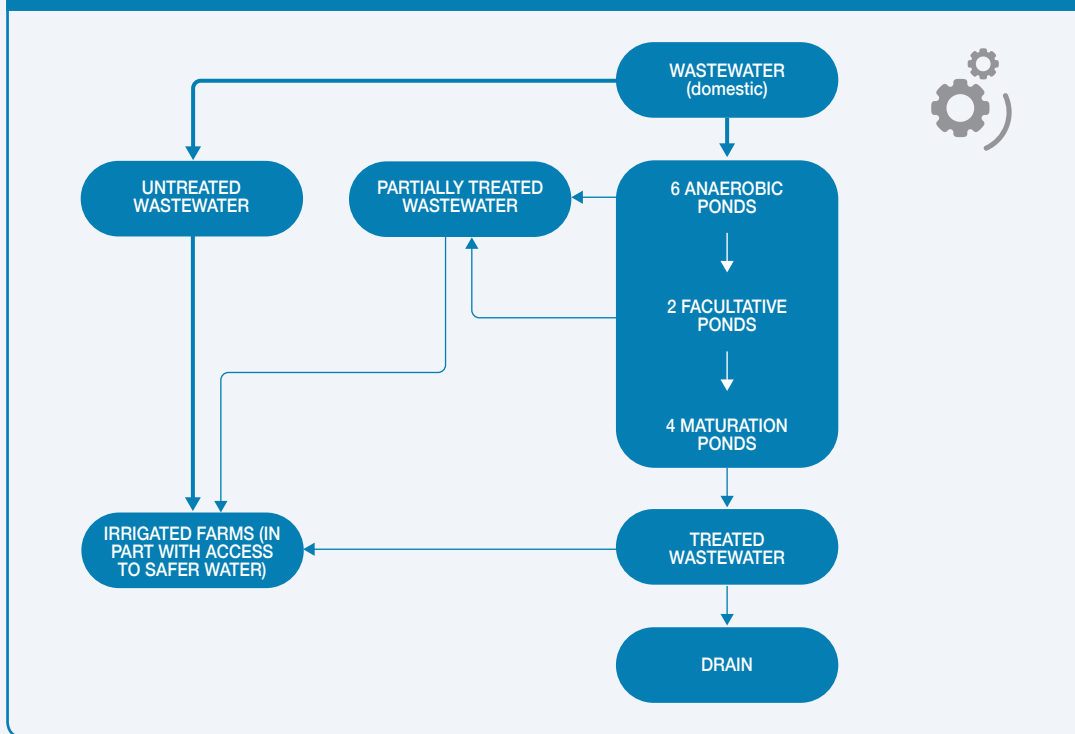 WASTEWATER
(domestic)
UNTREATED
WASTEWATER
PARTIALLY TREATED
WASTEWATER
6 ANAEROBIC
PONDS
2 FACULTATIVE
PONDS
4 MATURATION
PONDS
IRRIGATED FARMS (IN
PART WITH ACCESS
TO SAFER WATER)
TREATED
WASTEWATER
DRAIN